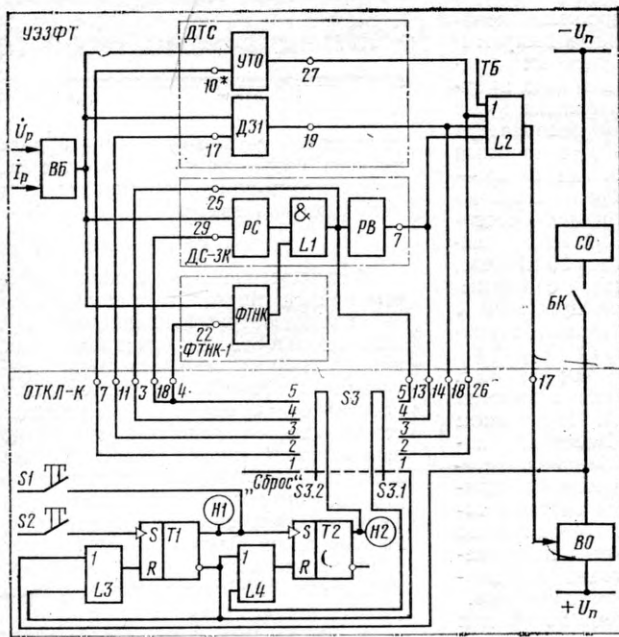 УЭЗФТ
ДТС
−Uп
УТО
27
ТБ
10*
1
L2
U̇р
İр
ВБ
ДЗ1
17
19
25
&
L1
РС
РВ
29
7
ДС-ЗК
СО
БК
ФТНК
22
ФТНК-1
ОТКЛ-К
7
11
3
18
4
13
14
18
26
17
5
4
3
2
1
S3
5
4
3
2
1
„Сброс“
S3.2
S3.1
S1
S2
H1
H2
S
T1
R
S
T2
R
1
L3
1
L4
ВО
+Uп